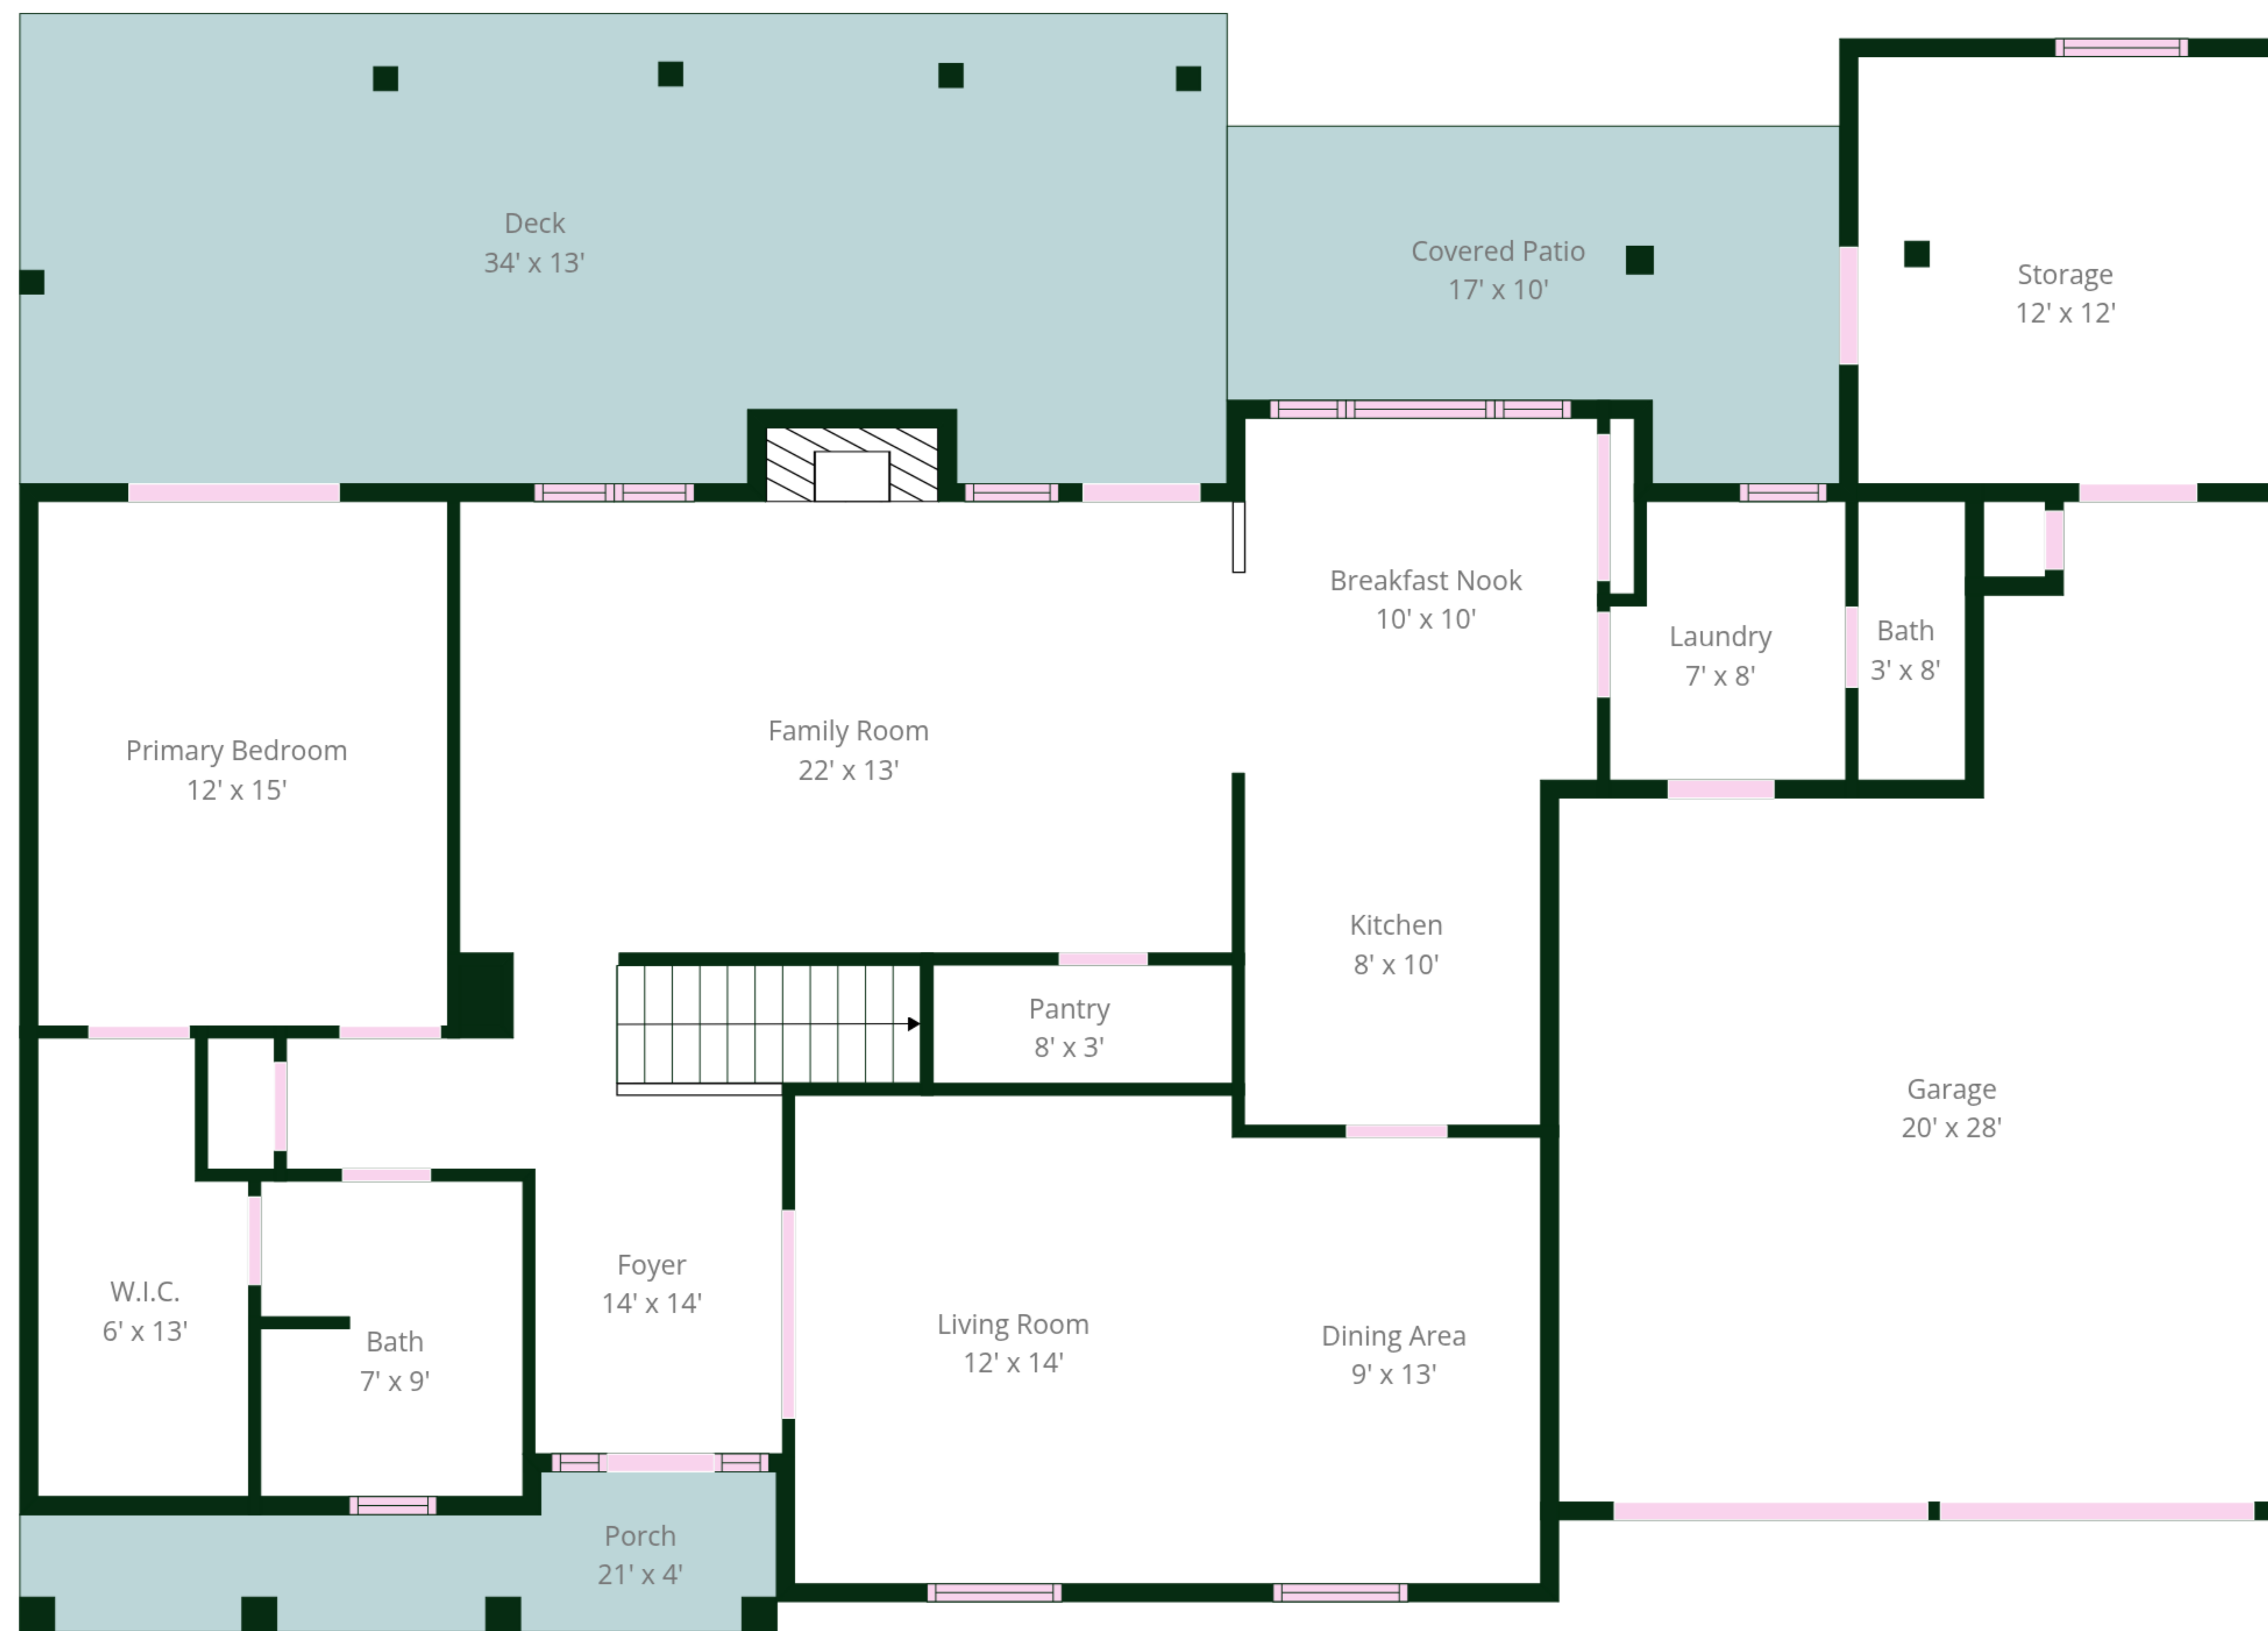 Deck
34' x 13'
Covered Patio
17' x 10'
Storage
12' x 12'
Breakfast Nook
10' x 10'
Laundry
7' x 8'
Bath
3' x 8'
Primary Bedroom
12' x 15'
Family Room
22' x 13'
Kitchen
8' x 10'
Pantry
8' x 3'
Garage
20' x 28'
W.I.C.
6' x 13'
Bath
7' x 9'
Foyer
14' x 14'
Living Room
12' x 14'
Dining Area
9' x 13'
Porch
21' x 4'